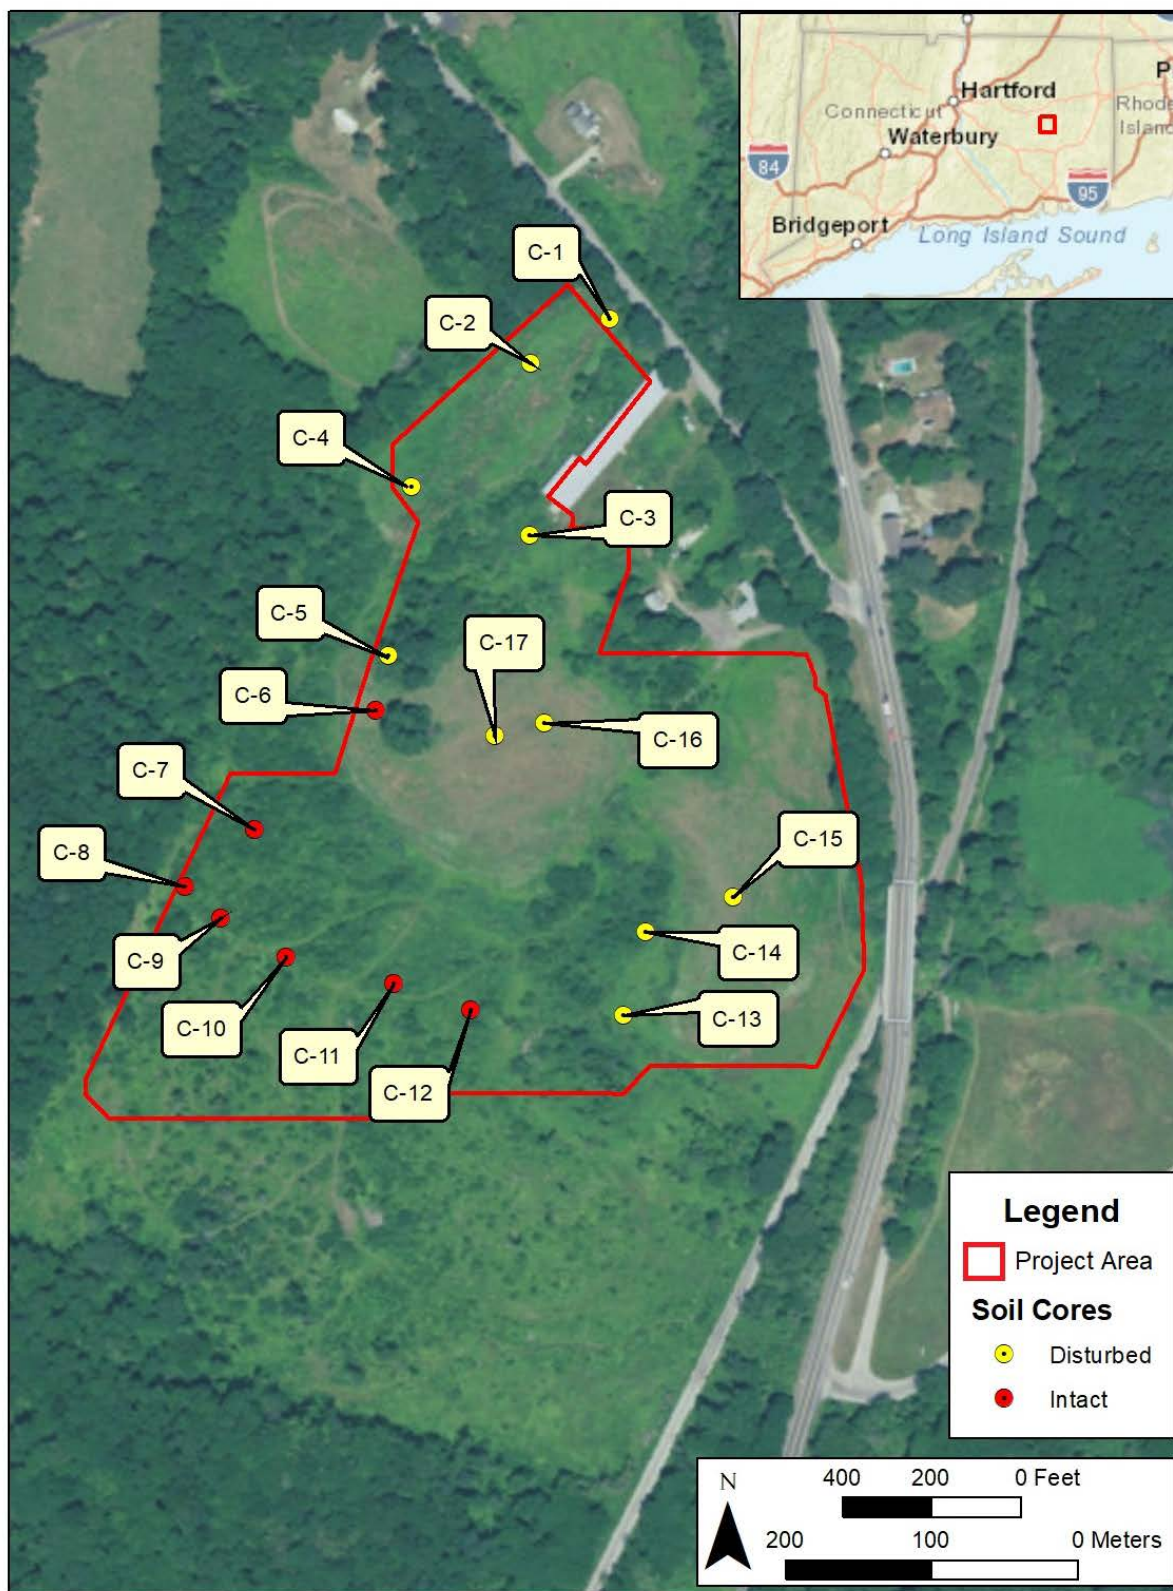 Hartford
P
Connecticut
Rhode
Island
Waterbury
84
95
Bridgeport
Long Island Sound
C-1
C-2
C-4
C-3
C-5
C-17
C-6
C-16
C-7
C-8
C-15
C-9
C-14
C-10
C-13
C-11
C-12
Legend
Project Area
Soil Cores
Disturbed
Intact
N
400 200 0 Feet
200 100 0 Meters